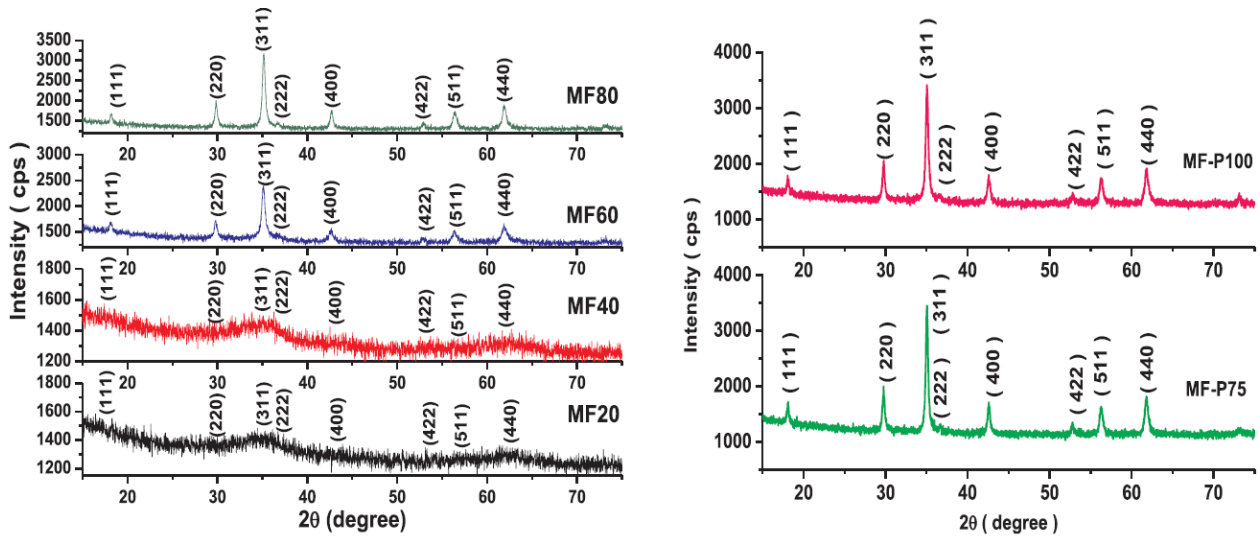 Intensity ( cps)
3500
3000
2500
2000
1500
(111)
(220)
(311)
(222)
(400)
(422)
(511)
(440)
MF80
20 30 40 50 60 70
3000
2500
2000
1500
(111)
(220)
(311)
(222)
(400)
(422)
(511)
(440)
MF60
20 30 40 50 60 70
1800
1600
1400
1200
(111)
(220)
(311)
(222)
(400)
(422)
(511)
(440)
MF40
20 30 40 50 60 70
1800
1600
1400
1200
(111)
(220)
(311)
(222)
(400)
(422)
(511)
(440)
MF20
20 30 40 50 60 70
2θ (degree)
Intensity ( cps)
4000
3000
2000
1000
( 111 )
( 220 )
( 311 )
( 222 )
( 400 )
( 422 )
( 511 )
( 440 )
MF-P100
20 30 40 50 60 70
4000
3000
2000
1000
( 111 )
( 220 )
( 311 )
( 222 )
( 400 )
( 422 )
( 511 )
( 440 )
MF-P75
20 30 40 50 60 70
2θ ( degree )